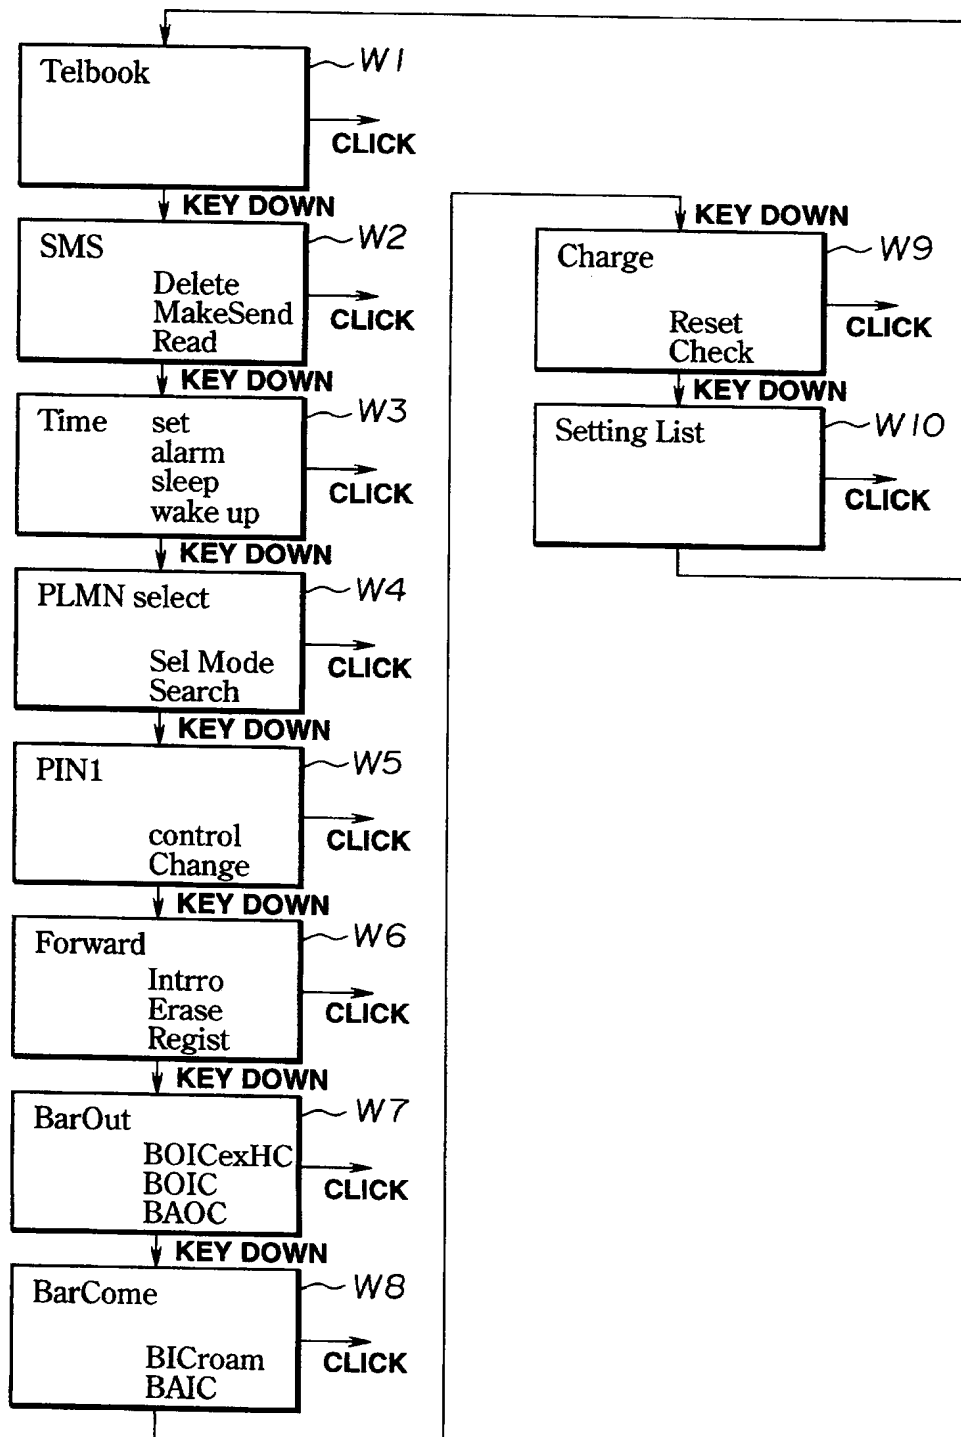 Telbook
W1
CLICK
KEY DOWN
SMS
W2
Delete
MakeSend
Read
CLICK
KEY DOWN
Time set
W3
alarm
sleep
wake up
CLICK
KEY DOWN
PLMN select
W4
Sel Mode
Search
CLICK
KEY DOWN
PIN1
W5
control
Change
CLICK
KEY DOWN
Forward
W6
Intrro
Erase
Regist
CLICK
KEY DOWN
BarOut
W7
BOICexHC
BOIC
BAOC
CLICK
KEY DOWN
BarCome
W8
BICroam
BAIC
CLICK
KEY DOWN
Charge
W9
Reset
Check
CLICK
KEY DOWN
Setting List
W10
CLICK